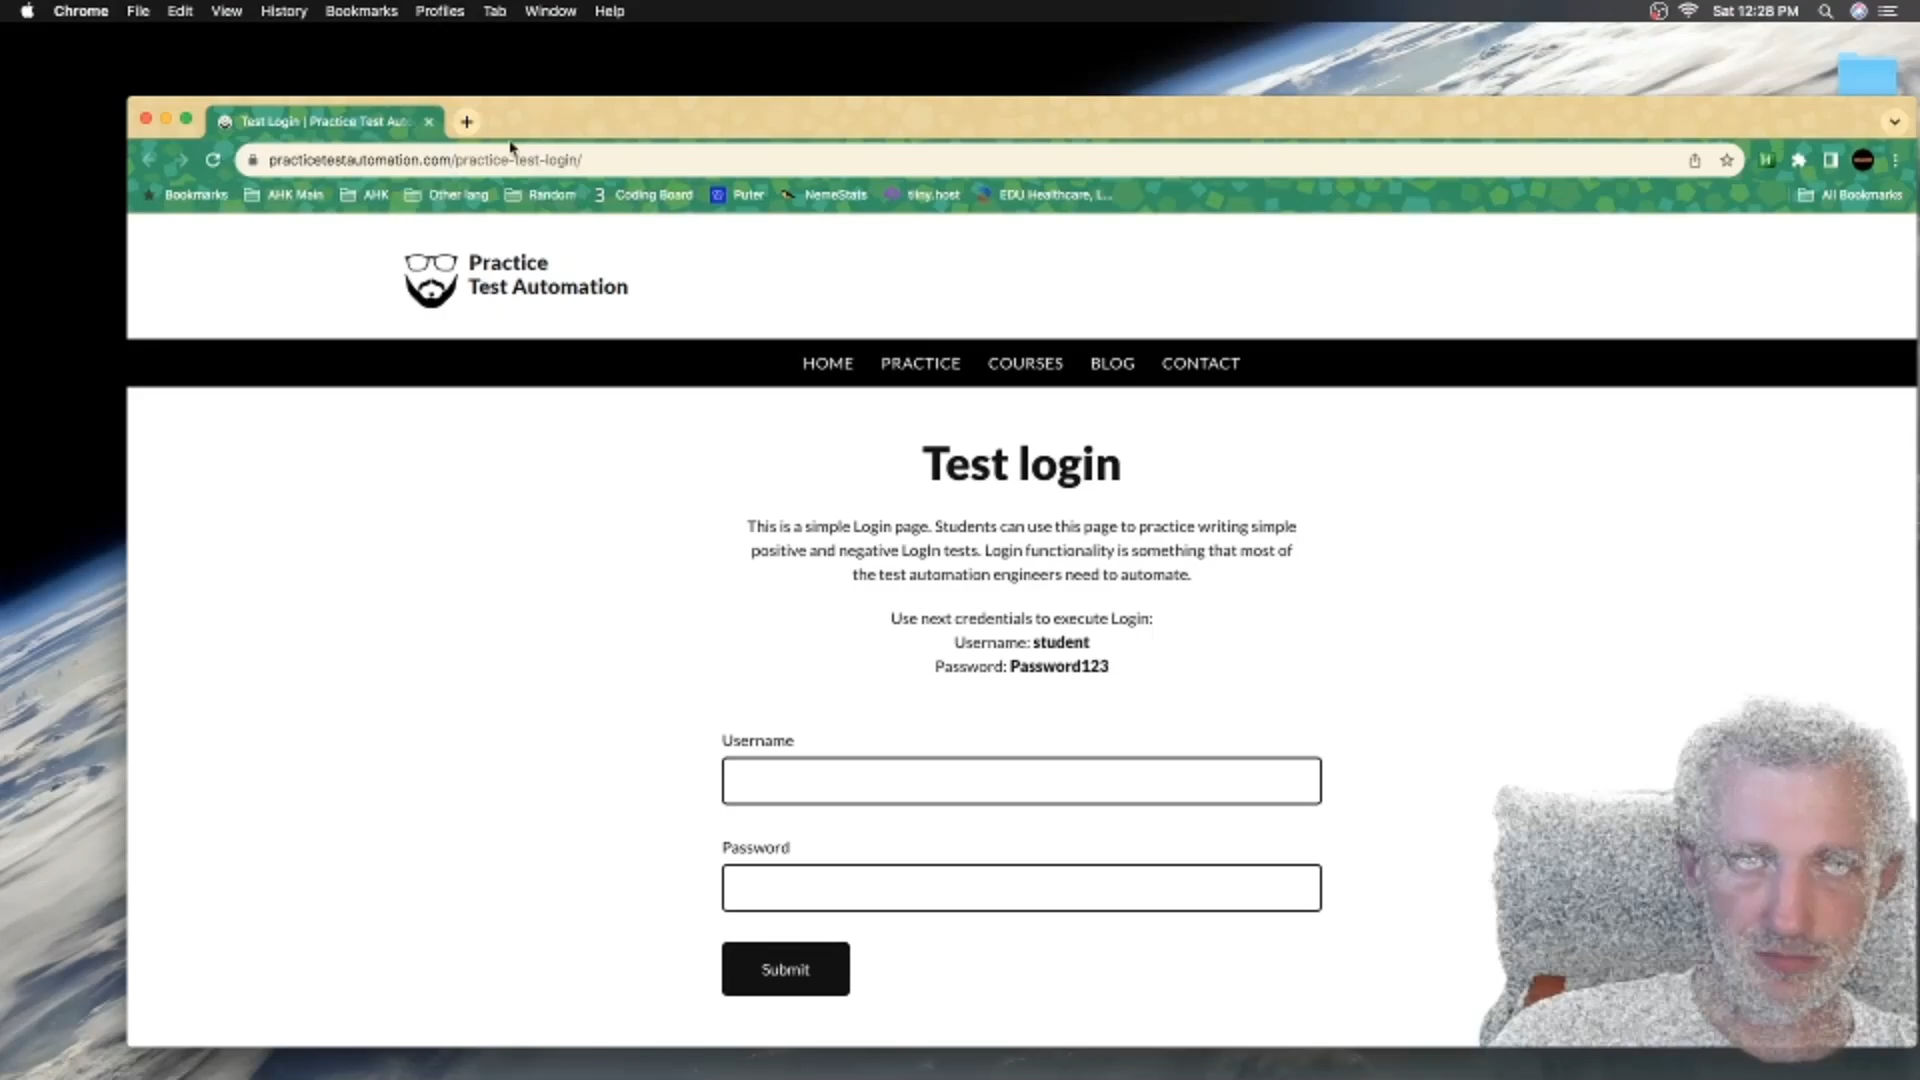 Chrome File Edit View History Bookmarks Profiles Tab Window Help Sat 12:28 PM
Test Login | Practice Test Auto
practicetestautomation.com/practice-test-login/
Bookmarks AHK Main AHK Other lang Random Coding Board Puter NemeStats tiiny.host EDU Healthcare, L... All Bookmarks
Practice
Test Automation
HOME PRACTICE COURSES BLOG CONTACT
Test login
This is a simple Login page. Students can use this page to practice writing simple
positive and negative LogIn tests. Login functionality is something that most of
the test automation engineers need to automate.
Use next credentials to execute Login:
Username: student
Password: Password123
Username
Password
Submit